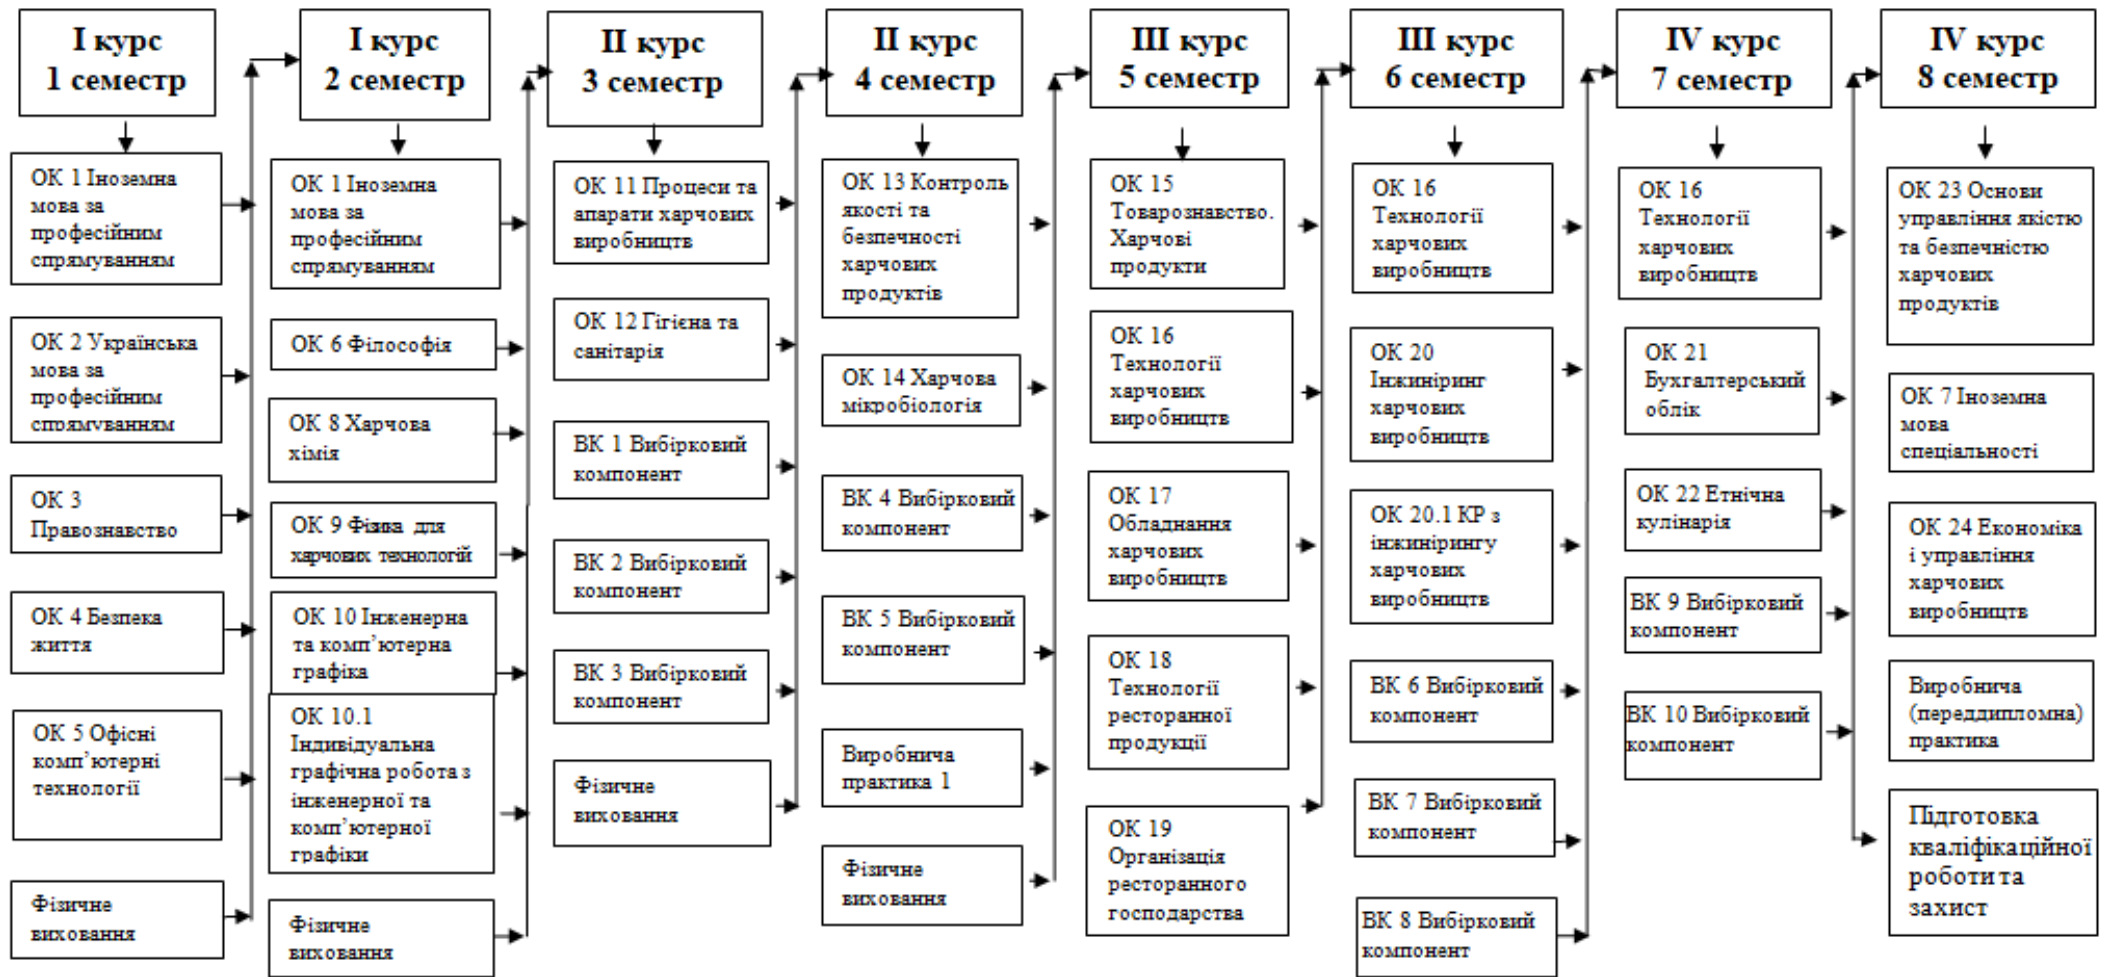 I курс
1 семестр
ОК 1 Іноземна
мова за
професійним
спрямуванням
ОК 2 Українська
мова за
професійним
спрямуванням
ОК 3
Правознавство
ОК 4 Безпека
життя
ОК 5 Офісні
комп’ютерні
технології
Фізичне
виховання
I курс
2 семестр
ОК 1 Іноземна
мова за
професійним
спрямуванням
ОК 6 Філософія
ОК 8 Харчова
хімія
ОК 9 Фізика для
харчових технологій
ОК 10 Інженерна
та комп’ютерна
графіка
ОК 10.1
Індивідуальна
графічна робота з
інженерної та
комп’ютерної
графіки
Фізичне
виховання
II курс
3 семестр
ОК 11 Процеси та
апарати харчових
виробництв
ОК 12 Гігієна та
санітарія
ВК 1 Вибірковий
компонент
ВК 2 Вибірковий
компонент
ВК 3 Вибірковий
компонент
Фізичне
виховання
II курс
4 семестр
ОК 13 Контроль
якості та
безпечності
харчових
продуктів
ОК 14 Харчова
мікробіологія
ВК 4 Вибірковий
компонент
ВК 5 Вибірковий
компонент
Виробнича
практика 1
Фізичне
виховання
III курс
5 семестр
ОК 15
Товарознавство.
Харчові
продукти
ОК 16
Технології
харчових
виробництв
ОК 17
Обладнання
харчових
виробництв
ОК 18
Технології
ресторанної
продукції
ОК 19
Організація
ресторанного
господарства
III курс
6 семестр
ОК 16
Технології
харчових
виробництв
ОК 20
Інжиніринг
харчових
виробництв
ОК 20.1 КР з
інжинірингу
харчових
виробництв
ВК 6 Вибірковий
компонент
ВК 7 Вибірковий
компонент
ВК 8 Вибірковий
компонент
IV курс
7 семестр
ОК 16
Технології
харчових
виробництв
ОК 21
Бухгалтерський
облік
ОК 22 Етнічна
кулінарія
ВК 9 Вибірковий
компонент
ВК 10 Вибірковий
компонент
IV курс
8 семестр
ОК 23 Основи
управління якістю
та безпечністю
харчових
продуктів
ОК 7 Іноземна
мова
спеціальності
ОК 24 Економіка
і управління
харчових
виробництв
Виробнича
(переддипломна)
практика
Підготовка
кваліфікаційної
роботи та
захист